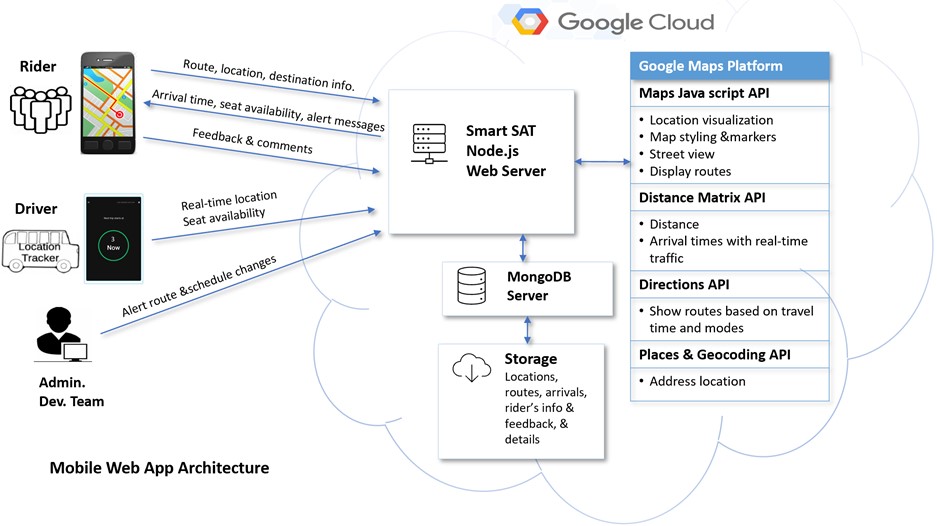 Google Cloud
Rider
Route, location, destination info.
Arrival time, seat availability, alert messages
Feedback & comments
Driver
Location
Tracker
3
Now
Real-time location
Seat availability
Alert route &schedule changes
Admin.
Dev. Team
Smart SAT
Node.js
Web Server
MongoDB
Server
Storage
Locations,
routes, arrivals,
rider's info &
feedback, &
details
Google Maps Platform
Maps Java script API
• Location visualization
• Map styling &markers
• Street view
• Display routes
Distance Matrix API
• Distance
• Arrival times with real-time
traffic
Directions API
• Show routes based on travel
time and modes
Places & Geocoding API
• Address location
Mobile Web App Architecture